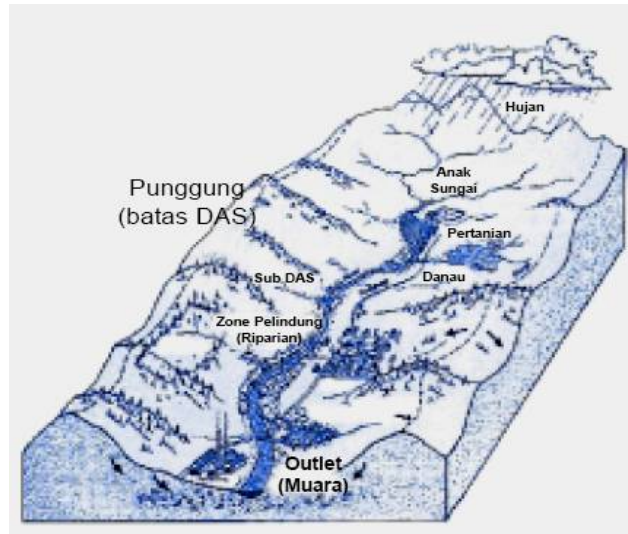 Hujan
Anak
Sungai
Punggung
(batas DAS)
Pertanian
Sub DAS
Danau
Zone Pelindung
(Riparian)
Outlet
(Muara)